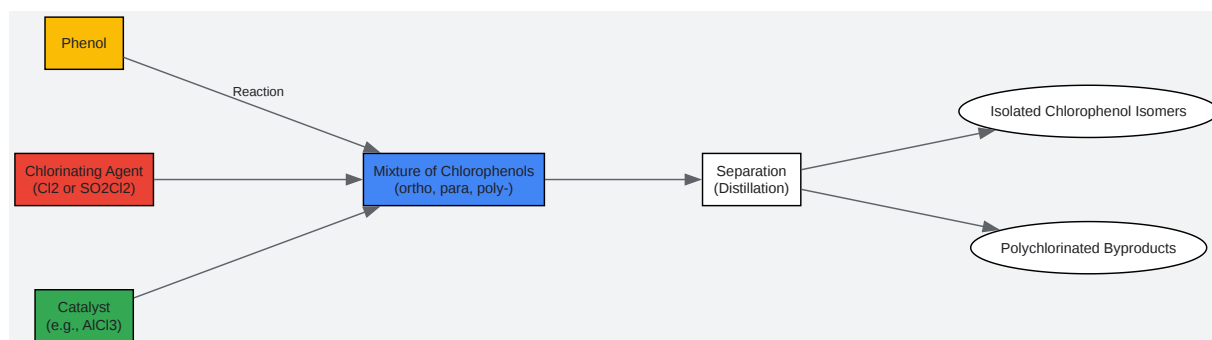 Phenol
Reaction
Chlorinating Agent
(Cl2 or SO2Cl2)
Catalyst
(e.g., AlCl3)
Mixture of Chlorophenols
(ortho, para, poly-)
Separation
(Distillation)
Isolated Chlorophenol Isomers
Polychlorinated Byproducts